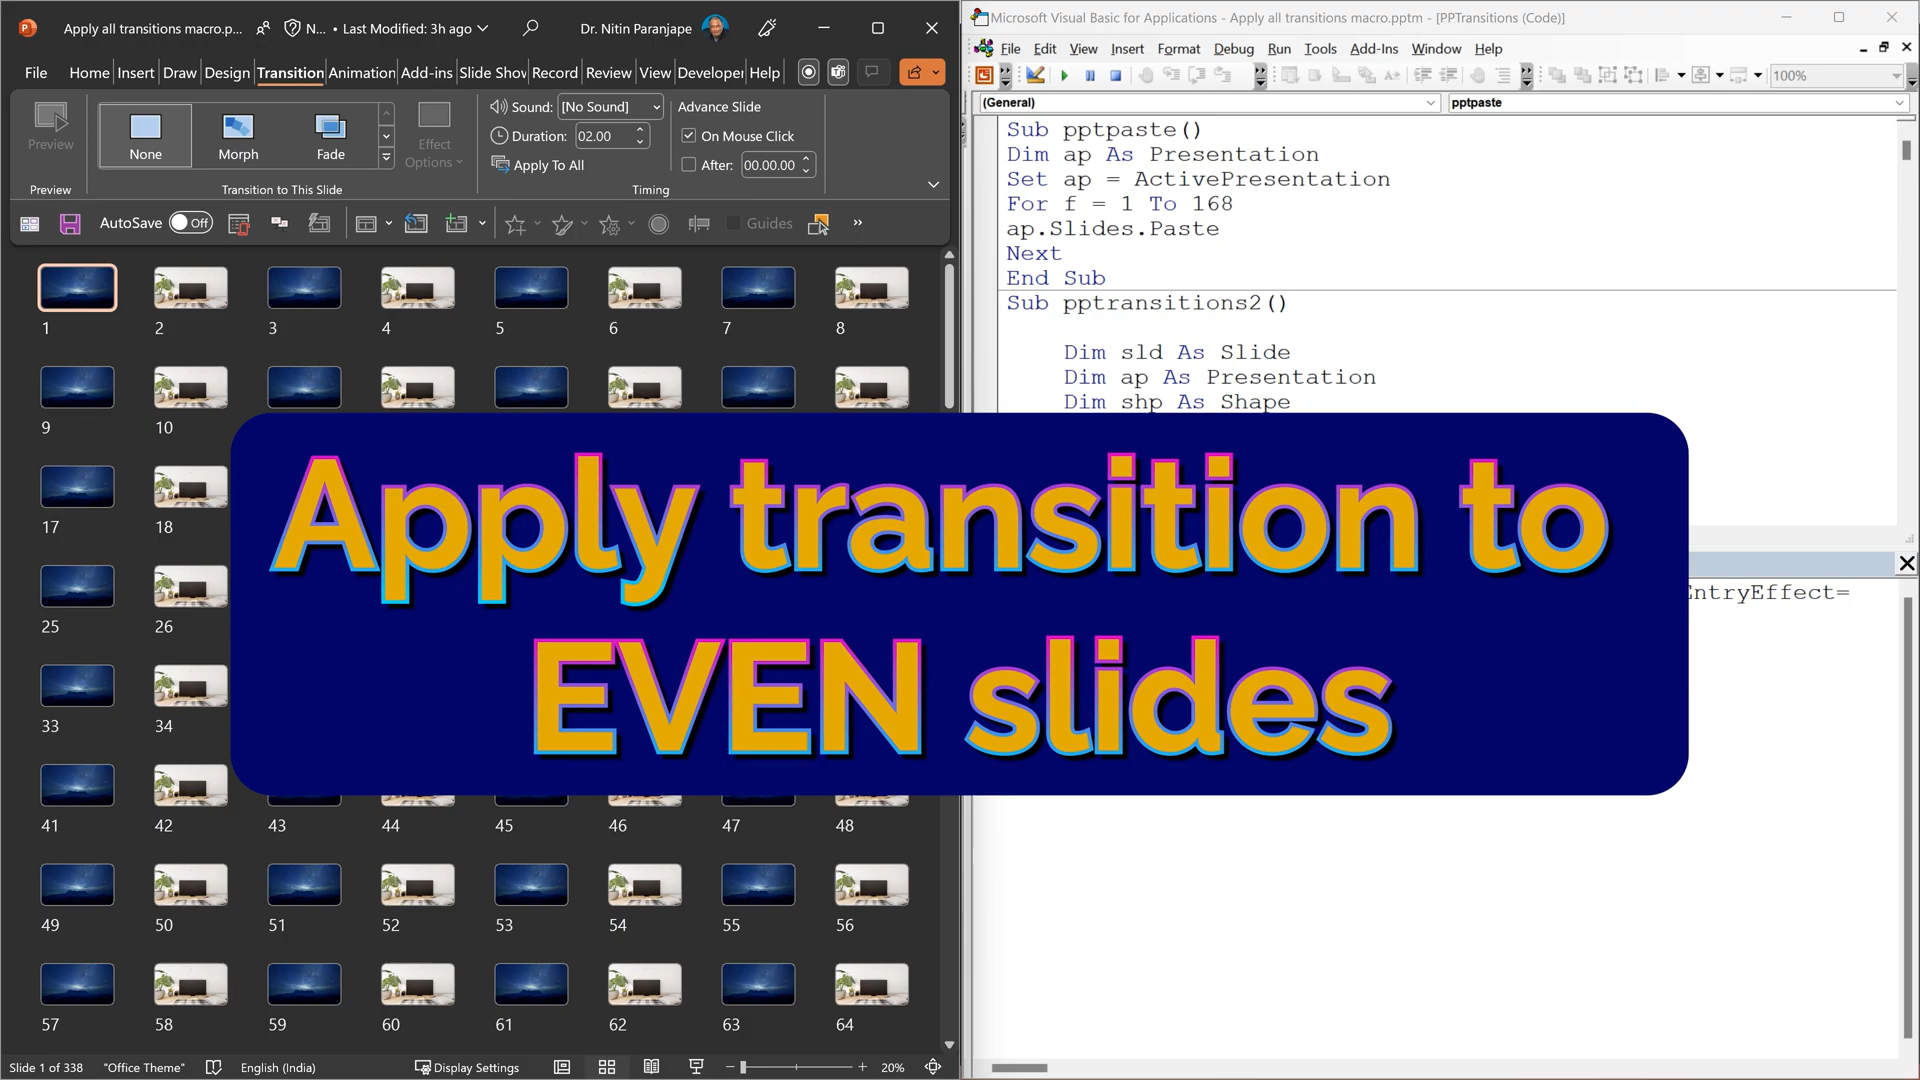 Apply all transitions macro.p...
N...
• Last Modified: 3h ago
Dr. Nitin Paranjape
File
Home
Insert
Draw
Design
Transition
Animation
Add-ins
Slide Shov
Record
Review
View
Developer
Help
Preview
None
Morph
Fade
Effect
Options
Sound:
[No Sound]
Duration:
02.00
Apply To All
Advance Slide
On Mouse Click
After:
00.00.00
Preview
Transition to This Slide
Timing
AutoSave
Off
Guides
1 2 3 4 5 6 7 8
9 10
17 18
25 26
33 34
41 42 43 44 45 46 47 48
49 50 51 52 53 54 55 56
57 58 59 60 61 62 63 64
Slide 1 of 338
"Office Theme"
English (India)
Display Settings
20%
Microsoft Visual Basic for Applications - Apply all transitions macro.pptm - [PPTransitions (Code)]
File Edit View Insert Format Debug Run Tools Add-Ins Window Help
100%
(General)
pptpaste
Sub pptpaste()
Dim ap As Presentation
Set ap = ActivePresentation
For f = 1 To 168
ap.Slides.Paste
Next
End Sub
Sub pptransitions2()
Dim sld As Slide
Dim ap As Presentation
Dim shp As Shape
EntryEffect=
Apply transition to
EVEN slides